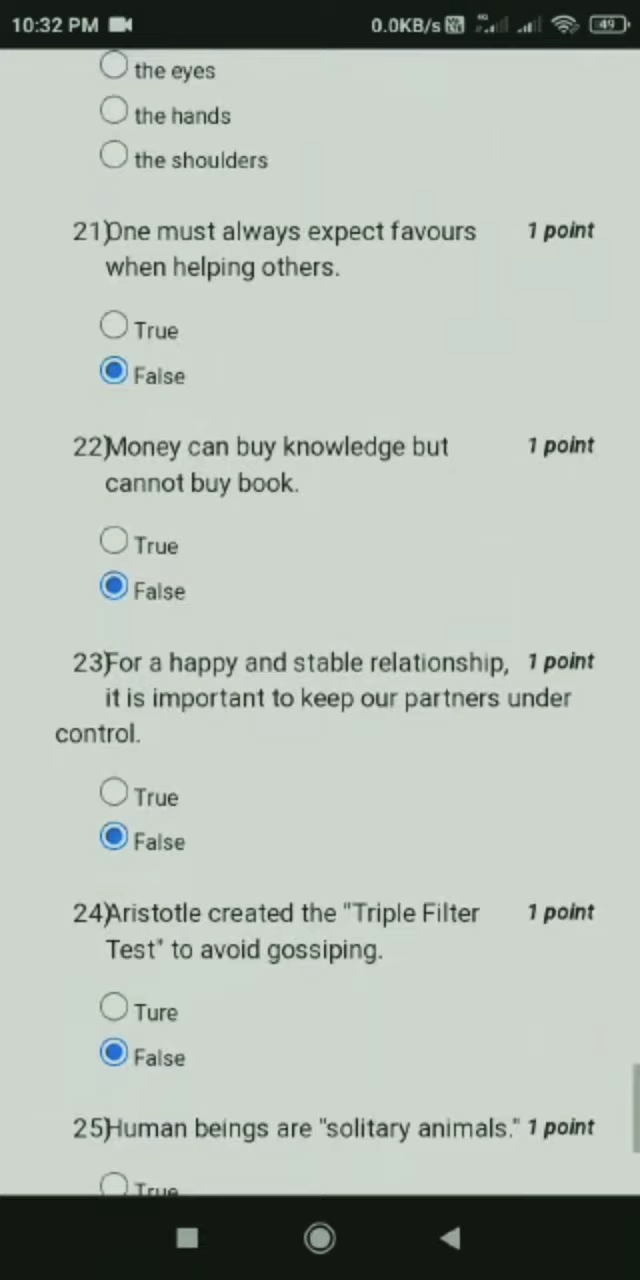 10:32 PM 0.0KB/s 49
the eyes
the hands
the shoulders
21)One must always expect favours 1 point
when helping others.
True
False
22)Money can buy knowledge but 1 point
cannot buy book.
True
False
23)For a happy and stable relationship, 1 point
it is important to keep our partners under
control.
True
False
24)Aristotle created the "Triple Filter 1 point
Test" to avoid gossiping.
Ture
False
25)Human beings are "solitary animals." 1 point
True